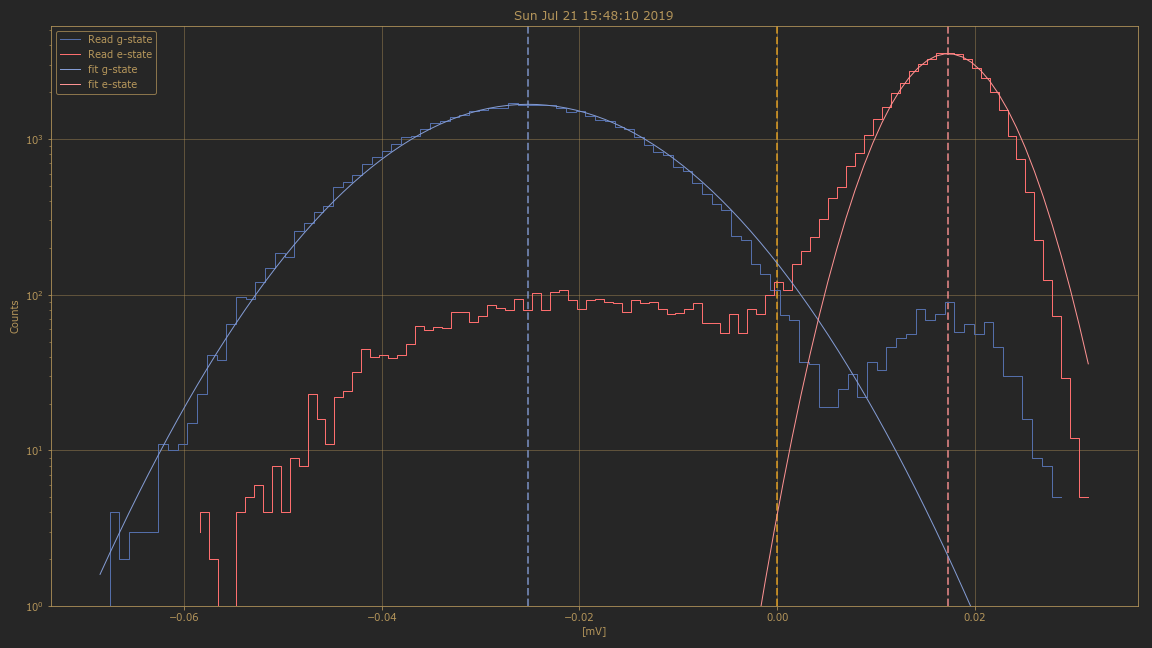 Sun Jul 21 15:48:10 2019
Read g-state
Read e-state
fit g-state
fit e-state
Counts
10³
10²
10¹
10⁰
−0.06
−0.04
−0.02
0.00
0.02
[mV]